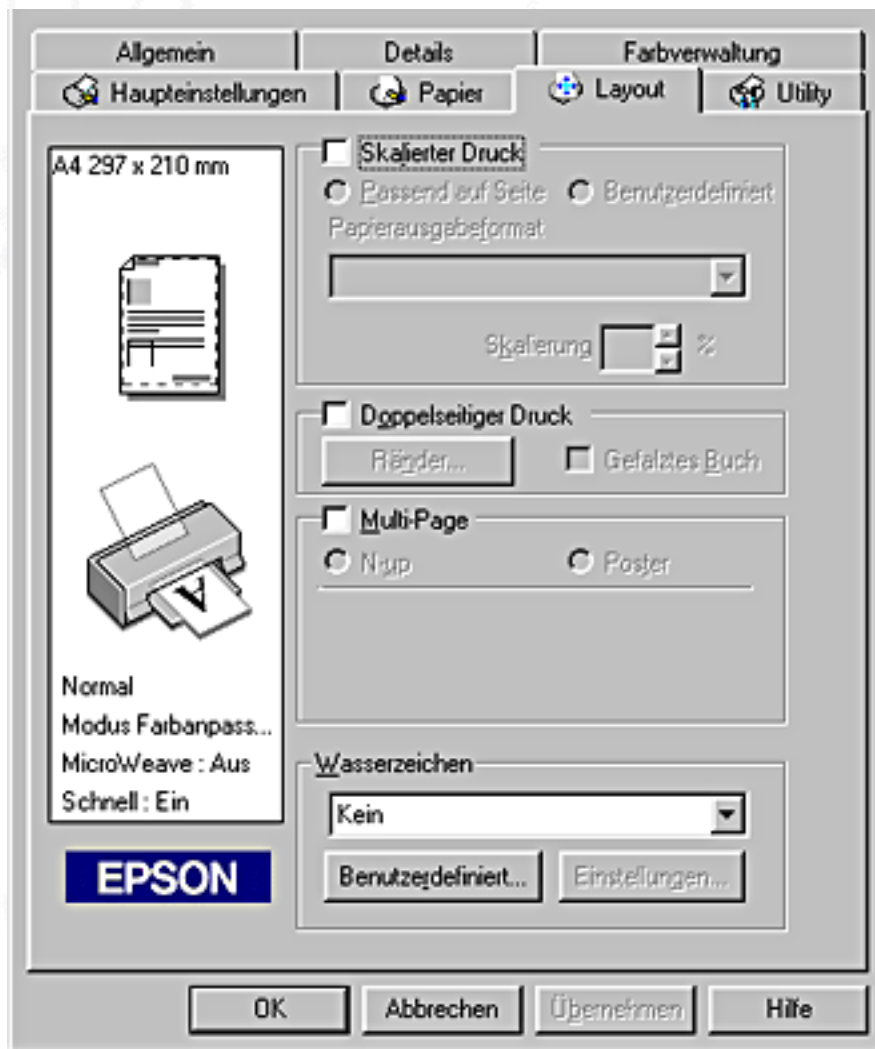 Allgemein
Details
Farbverwaltung
Haupteinstellungen
Papier
Layout
Utility
A4 297 x 210 mm
Normal
Modus Farbanpass...
MicroWeave : Aus
Schnell : Ein
EPSON
Skalierter Druck
Passend auf Seite
Benutzerdefiniert
Papierausgabeformat
Skalierung %
Doppelseitiger Druck
Ränder...
Gefalztes Buch
Multi-Page
N-up
Poster
Wasserzeichen
Kein
Benutzerdefiniert...
Einstellungen...
OK
Abbrechen
Übernehmen
Hilfe